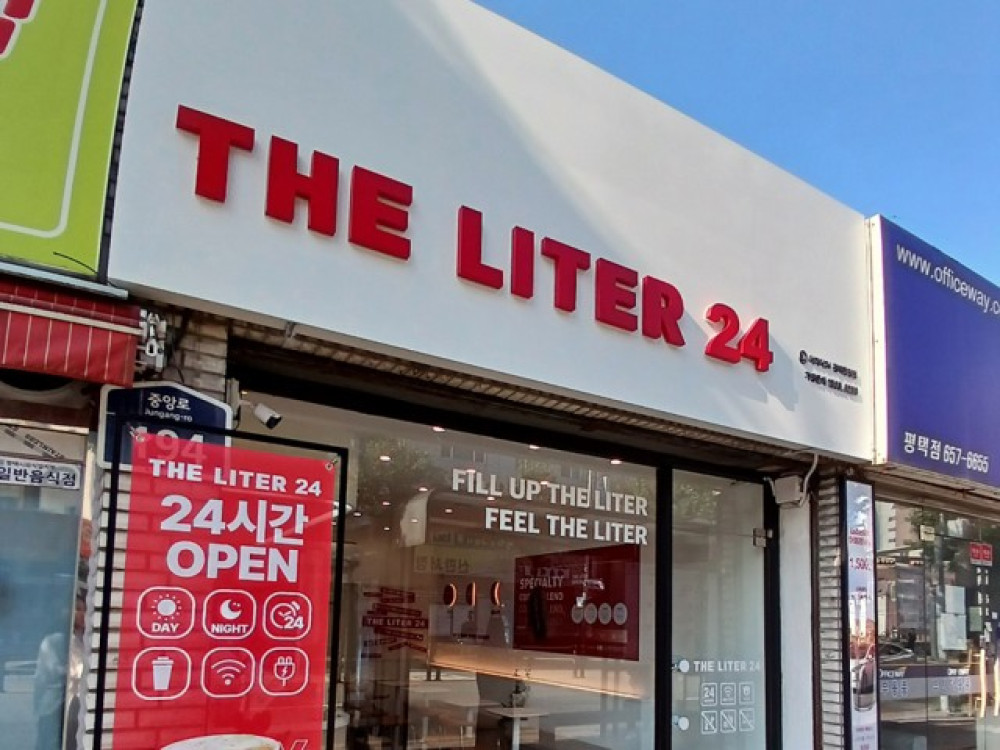 THE LITER 24
www.officeway.c
평택점 657-6655
중앙로
Jungang-ro
194
일반음식점
THE LITER 24
24시간
OPEN
DAY
NIGHT
24
FILL UP THE LITER
FEEL THE LITER
SPECIALTY
THE LITER 24
THE LITER 24
24